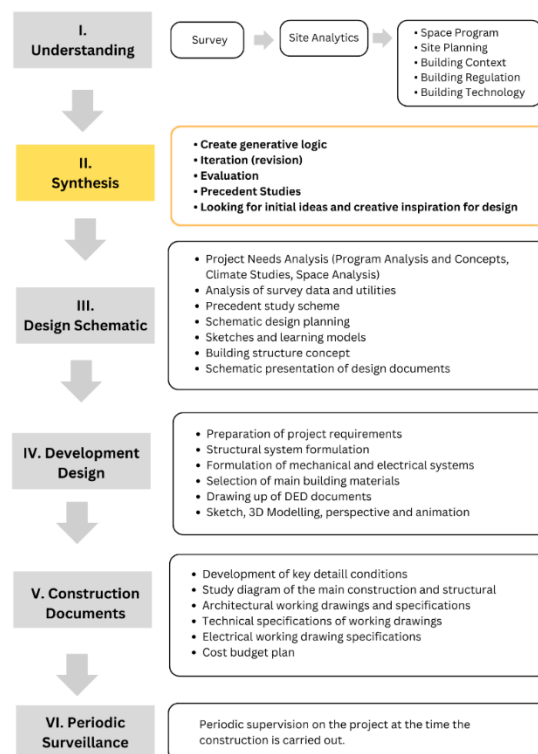 I.
Understanding
Survey
Site Analytics
• Space Program
• Site Planning
• Building Context
• Building Regulation
• Building Technology
II.
Synthesis
• Create generative logic
• Iteration (revision)
• Evaluation
• Precedent Studies
• Looking for initial ideas and creative inspiration for design
III.
Design Schematic
• Project Needs Analysis (Program Analysis and Concepts,
Climate Studies, Space Analysis)
• Analysis of survey data and utilities
• Precedent study scheme
• Schematic design planning
• Sketches and learning models
• Building structure concept
• Schematic presentation of design documents
IV. Development
Design
• Preparation of project requirements
• Structural system formulation
• Formulation of mechanical and electrical systems
• Selection of main building materials
• Drawing up of DED documents
• Sketch, 3D Modelling, perspective and animation
V. Construction
Documents
• Development of key detaill conditions
• Study diagram of the main construction and structural
• Architectural working drawings and specifications
• Technical specifications of working drawings
• Electrical working drawing specifications
• Cost budget plan
VI. Periodic
Surveillance
Periodic supervision on the project at the time the
construction is carried out.